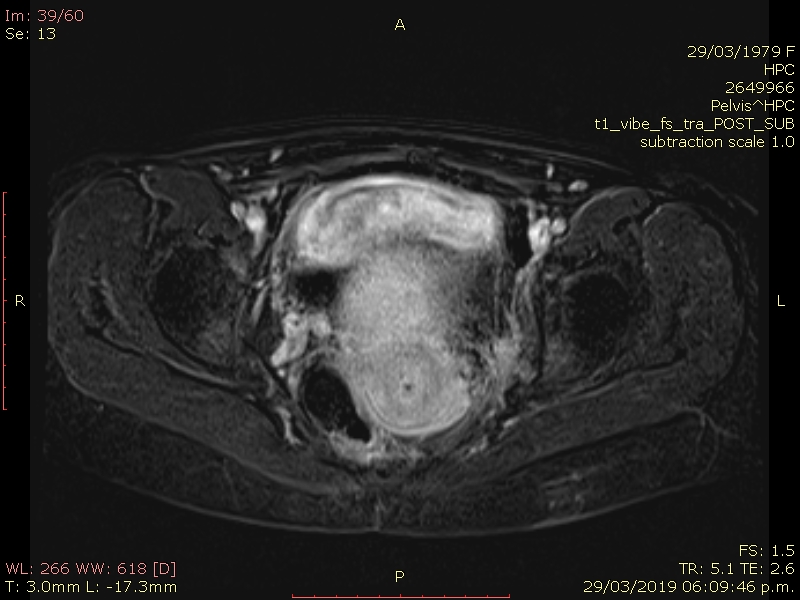 Im: 39/60
Se: 13
A
29/03/1979 F
HPC
2649966
Pelvis^HPC
t1_vibe_fs_tra_POST_SUB
subtraction scale 1.0
R
L
WL: 266 WW: 618 [D]
T: 3.0mm L: -17.3mm
P
FS: 1.5
TR: 5.1 TE: 2.6
29/03/2019 06:09:46 p.m.